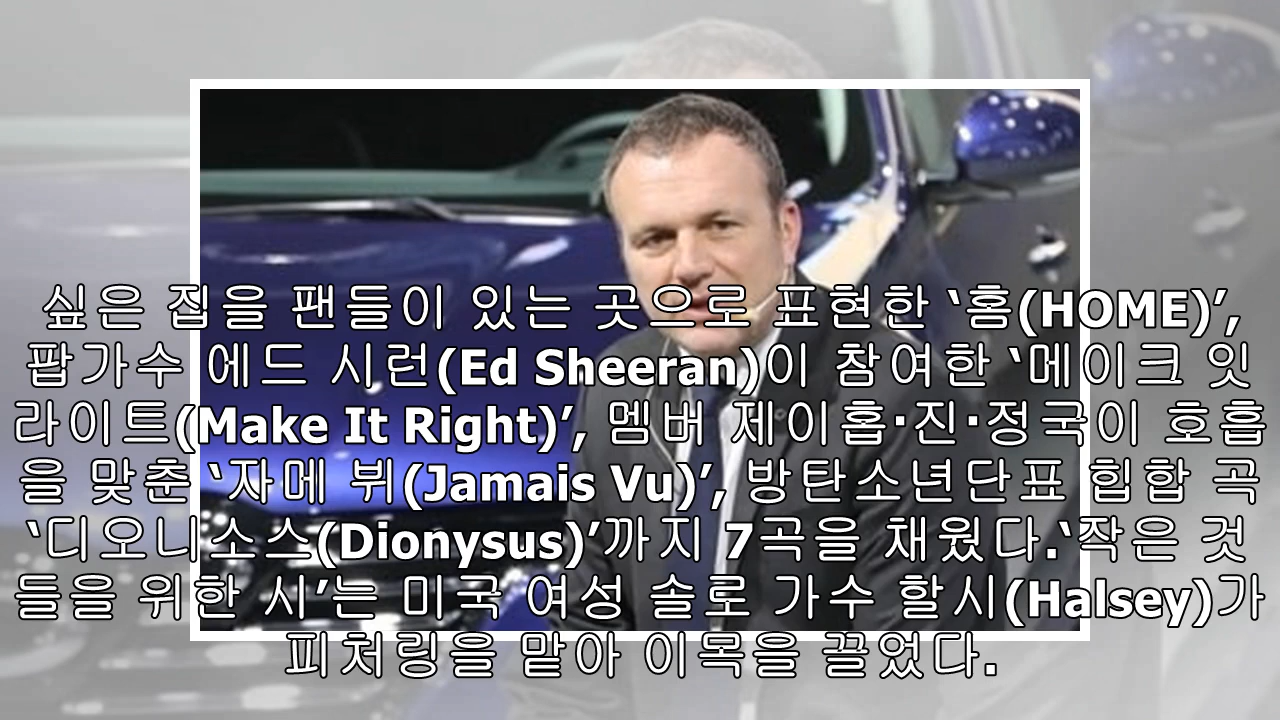 싶은 집을 팬들이 있는 곳으로 표현한 ‘홈(HOME)’,
팝가수 에드 시런(Ed Sheeran)이 참여한 ‘메이크 잇
라이트(Make It Right)’, 멤버 제이홉·진·정국이 호흡
을 맞춘 ‘자메 뷔(Jamais Vu)’, 방탄소년단표 힙합 곡
‘디오니소스(Dionysus)’까지 7곡을 채웠다.‘작은 것
들을 위한 시’는 미국 여성 솔로 가수 할시(Halsey)가
피처링을 맡아 이목을 끌었다.